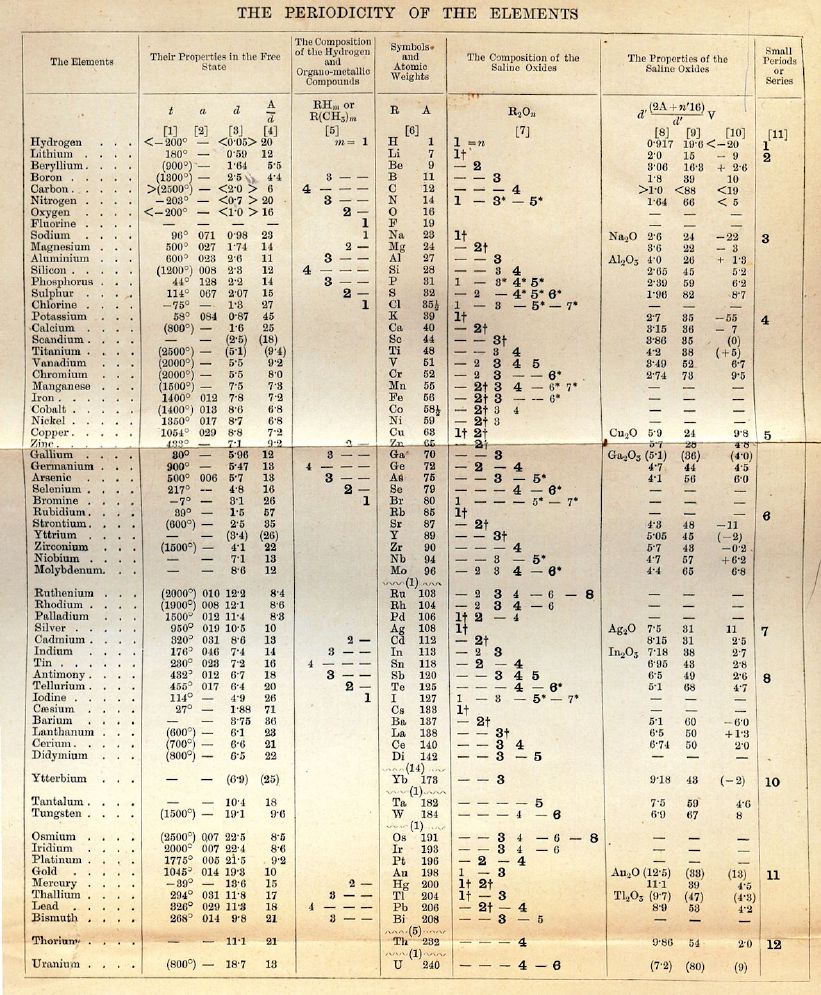 THE PERIODICITY OF THE ELEMENTS
The Elements Their Properties in the Free State The Composition of the Hydrogen and Organo-metallic Compounds Symbols and Atomic Weights The Composition of the Saline Oxides The Properties of the Saline Oxides Small Periods or Series
t a d A/d RHm or R(CH3)m R A R2On d' (2A + n'16)/d' V
[1] [2] [3] [4] [5] [6] [7] [8] [9] [10] [11]
Hydrogen . . . <−200° — <0·05> 20 m = 1 H 1 1 = n 0·917 19·6 <−20 1
Lithium . . . . 180° — 0·59 12 Li 7 1† 2·0 15 − 9 2
Beryllium . . . (900°) — 1·64 5·5 Be 9 — 2 3·06 16·3 + 2·6
Boron . . . . (1300°) — 2·5 4·4 3 — — B 11 — — 3 1·8 39 10
Carbon . . . . >(2500°) — <2·0 > 6 4 — — — C 12 — — — 4 >1·0 <88 <19
Nitrogen . . . −203° — <0·7 > 20 3 — — N 14 1 — 3* — 5* 1·64 66 < 5
Oxygen . . . <−200° — <1·0 > 16 2 — O 16 — — —
Fluorine . . . — — — — 1 F 19 — — —
Sodium . . . . 96° 071 0·98 23 1 Na 23 1† Na2O 2·6 24 −22 3
Magnesium . . . 500° 027 1·74 14 2 — Mg 24 — 2† 3·6 22 − 3
Aluminium . . . 600° 023 2·6 11 3 — — Al 27 — — 3 Al2O3 4·0 26 + 1·3
Silicon . . . . (1200°) 008 2·3 12 4 — — — Si 28 — — 3 4 2·65 45 5·2
Phosphorus . . . 44° 128 2·2 14 3 — — P 31 1 — 3* 4* 5* 2·39 59 6·2
Sulphur . . . . 114° 067 2·07 15 2 — S 32 — 2 — 4* 5* 6* 1·96 82 8·7
Chlorine . . . −75° — 1·3 27 1 Cl 35½ 1 — 3 — 5* — 7* — — —
Potassium . . . 58° 084 0·87 45 K 39 1† 2·7 35 −55 4
Calcium . . . . (800°) — 1·6 25 Ca 40 — 2† 3·15 36 − 7
Scandium . . . — — (2·5) (18) Sc 44 — — 3† 3·86 35 (0)
Titanium . . . (2500°) — (5·1) (9·4) Ti 48 — — 3 4 4·2 38 (+ 5)
Vanadium . . . (2000°) — 5·5 9·2 V 51 — 2 3 4 5 3·49 52 6·7
Chromium . . . (2000°) — 5·5 8·0 Cr 52 — 2 3 — — 6* 2·74 73 9·5
Manganese . . . (1500°) — 7·5 7·3 Mn 55 — 2† 3 4 — 6* 7* — — —
Iron . . . . 1400° 012 7·8 7·2 Fe 56 — 2† 3 — — 6* — — —
Cobalt . . . . (1400°) 013 8·6 6·8 Co 58½ — 2† 3 4 — — —
Nickel . . . . 1350° 017 8·7 6·8 Ni 59 — 2† 3 — — —
Copper . . . . 1054° 029 8·8 7·2 Cu 63 1† 2† Cu2O 5·9 24 9·8 5
Zinc . . . . 433° — 7·1 9·2 2 — Zn 65 — 2† 5·7 28 4·8
Gallium . . . . 30° — 5·96 12 3 — — Ga 70 — — 3 Ga2O3 (5·1) (36) (4·0)
Germanium . . . 900° — 5·47 13 4 — — — Ge 72 — 2 — 4 4·7 44 4·5
Arsenic . . . . 500° 006 5·7 13 3 — — As 75 — — 3 — 5* 4·1 56 6·0
Selenium . . . 217° — 4·8 16 2 — Se 79 — — — 4 — 6* — — —
Bromine . . . −7° — 3·1 26 1 Br 80 1 — — — 5* — 7* — — —
Rubidium . . . 39° — 1·5 57 Rb 85 1† — — — 6
Strontium . . . (600°) — 2·5 35 Sr 87 — 2† 4·3 48 −11
Yttrium . . . — — (3·4) (26) Y 89 — — 3† 5·05 45 (−2)
Zirconium . . . (1500°) — 4·1 22 Zr 90 — — — 4 5·7 43 −0·2
Niobium . . . — — 7·1 13 Nb 94 — — 3 — 5* 4·7 57 +6·2
Molybdenum . . . — — 8·6 12 Mo 96 — 2 3 4 — 6* 4·4 65 6·8
(1)
Ruthenium . . . (2000°) 010 12·2 8·4 Ru 103 — 2 3 4 — 6 — 8 — — —
Rhodium . . . (1900°) 008 12·1 8·6 Rh 104 — 2 3 4 — 6 — — —
Palladium . . . 1500° 012 11·4 8·3 Pd 106 1† 2 — 4 — — —
Silver . . . . 950° 019 10·5 10 Ag 108 1† Ag2O 7·5 31 11 7
Cadmium . . . 320° 031 8·6 13 2 — Cd 112 — 2† 8·15 31 2·5
Indium . . . . 176° 046 7·4 14 3 — — In 113 — 2 3 In2O3 7·18 38 2·7
Tin . . . . 230° 023 7·2 16 4 — — — Sn 118 — 2 — 4 6·95 43 2·8
Antimony . . . 432° 012 6·7 18 3 — — Sb 120 — — 3 4 5 6·5 49 2·6 8
Tellurium . . . 455° 017 6·4 20 2 — Te 125 — — — 4 — 6* 5·1 68 4·7
Iodine . . . . 114° — 4·9 26 1 I 127 1 — 3 — 5* — 7* — — —
Cæsium . . . . 27° — 1·88 71 Cs 133 1† — — —
Barium . . . . — — 3·75 36 Ba 137 — 2† 5·1 60 −6·0
Lanthanum . . . (600°) — 6·1 23 La 138 — — 3† 6·5 50 +1·3
Cerium . . . . (700°) — 6·6 21 Ce 140 — — 3 4 6·74 50 2·0
Didymium . . . (800°) — 6·5 22 Di 142 — — 3 — 5 — — —
(14)
Ytterbium . . . — — (6·9) (25) Yb 173 — — 3 9·18 43 (−2) 10
(1)
Tantalum . . . — — 10·4 18 Ta 182 — — — — 5 7·5 59 4·6
Tungsten . . . (1500°) — 19·1 9·6 W 184 — — — 4 — 6 6·9 67 8
(1)
Osmium . . . (2500°) 007 22·5 8·5 Os 191 — — 3 4 — 6 — 8 — — —
Iridium . . . . 2000° 007 22·4 8·6 Ir 193 — — 3 4 — 6 — — —
Platinum . . . 1775° 005 21·5 9·2 Pt 196 — 2 — 4 — — —
Gold . . . . 1045° 014 19·3 10 Au 198 1 — 3 Au2O (12·5) (33) (13) 11
Mercury . . . −39° — 13·6 15 2 — Hg 200 1† 2† 11·1 39 4·5
Thallium . . . 294° 031 11·8 17 3 — — Tl 204 1† — 3 Tl2O3 (9·7) (47) (4·3)
Lead . . . . 326° 029 11·3 18 4 — — — Pb 206 — 2† — 4 8·9 53 4·2
Bismuth . . . 268° 014 9·8 21 3 — — Bi 208 — — 3 — 5 — — —
(5)
Thorium . . . — — 11·1 21 Th 232 — — — 4 9·86 54 2·0 12
(1)
Uranium . . . . (800°) — 18·7 13 U 240 — — — 4 — 6 (7·2) (80) (9)